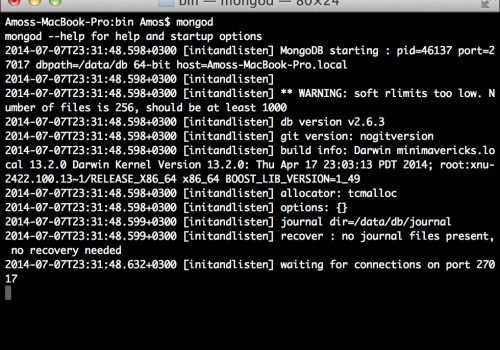 bin — mongod — 80×24
Amoss-MacBook-Pro:bin Amos$ mongod
mongod --help for help and startup options
2014-07-07T23:31:48.598+0300 [initandlisten] MongoDB starting : pid=46137 port=2
7017 dbpath=/data/db 64-bit host=Amoss-MacBook-Pro.local
2014-07-07T23:31:48.598+0300 [initandlisten]
2014-07-07T23:31:48.598+0300 [initandlisten] ** WARNING: soft rlimits too low. N
umber of files is 256, should be at least 1000
2014-07-07T23:31:48.598+0300 [initandlisten] db version v2.6.3
2014-07-07T23:31:48.598+0300 [initandlisten] git version: nogitversion
2014-07-07T23:31:48.598+0300 [initandlisten] build info: Darwin minimavericks.lo
cal 13.2.0 Darwin Kernel Version 13.2.0: Thu Apr 17 23:03:13 PDT 2014; root:xnu-
2422.100.13~1/RELEASE_X86_64 x86_64 BOOST_LIB_VERSION=1_49
2014-07-07T23:31:48.598+0300 [initandlisten] allocator: tcmalloc
2014-07-07T23:31:48.598+0300 [initandlisten] options: {}
2014-07-07T23:31:48.599+0300 [initandlisten] journal dir=/data/db/journal
2014-07-07T23:31:48.599+0300 [initandlisten] recover : no journal files present,
 no recovery needed
2014-07-07T23:31:48.632+0300 [initandlisten] waiting for connections on port 270
17